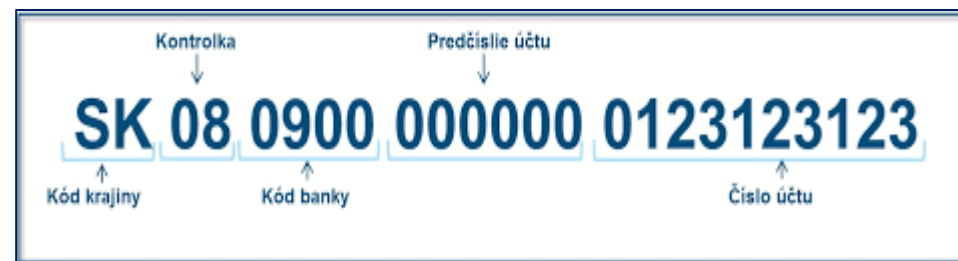 Kontrolka Predčíslie účtu
SK 08 0900 000000 0123123123
Kód krajiny Kód banky Číslo účtu